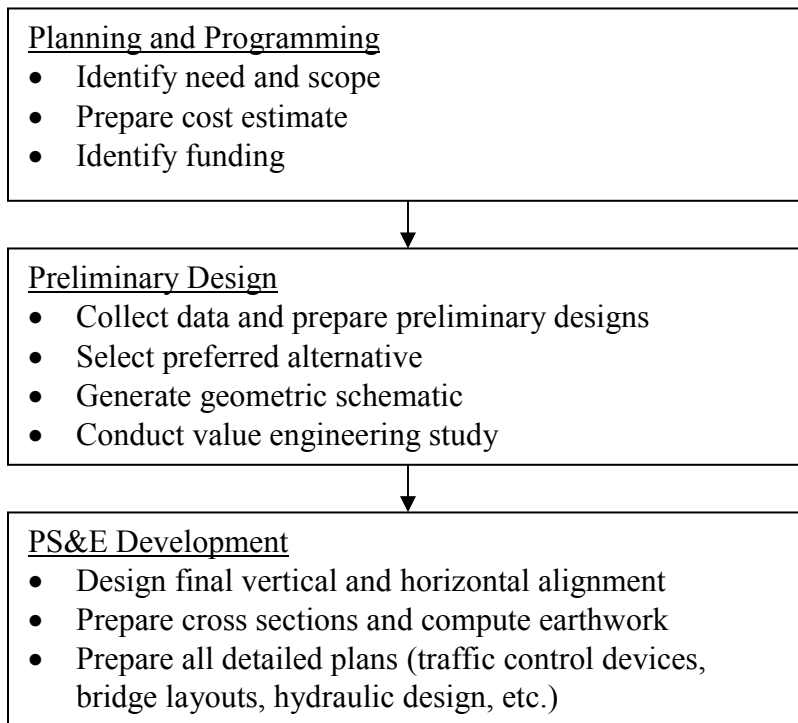 Planning and Programming
• Identify need and scope
• Prepare cost estimate
• Identify funding
Preliminary Design
• Collect data and prepare preliminary designs
• Select preferred alternative
• Generate geometric schematic
• Conduct value engineering study
PS&E Development
• Design final vertical and horizontal alignment
• Prepare cross sections and compute earthwork
• Prepare all detailed plans (traffic control devices,
bridge layouts, hydraulic design, etc.)